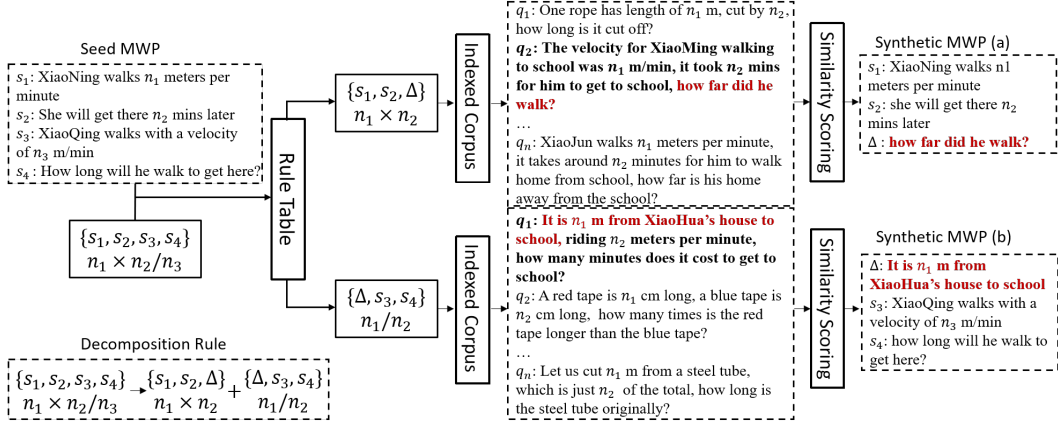 Seed MWP
s₁: XiaoNing walks n₁ meters per
minute
s₂: She will get there n₂ mins later
s₃: XiaoQing walks with a velocity
of n₃ m/min
s₄: How long will he walk to get here?
{s₁, s₂, s₃, s₄}
n₁ × n₂/n₃
Decomposition Rule
{s₁, s₂, s₃, s₄} → {s₁, s₂, Δ} + {Δ, s₃, s₄}
n₁ × n₂/n₃ n₁ × n₂ n₁/n₂
Rule Table
{s₁, s₂, Δ}
n₁ × n₂
{Δ, s₃, s₄}
n₁/n₂
Indexed Corpus
Indexed Corpus
q₁: One rope has length of n₁ m, cut by n₂,
how long is it cut off?
q₂: The velocity for XiaoMing walking
to school was n₁ m/min, it took n₂ mins
for him to get to school, how far did he
walk?
...
qₙ: XiaoJun walks n₁ meters per minute,
it takes around n₂ minutes for him to walk
home from school, how far is his home
away from the school?
q₁: It is n₁ m from XiaoHua’s house to
school, riding n₂ meters per minute,
how many minutes does it cost to get to
school?
q₂: A red tape is n₁ cm long, a blue tape is
n₂ cm long, how many times is the red
tape longer than the blue tape?
...
qₙ: Let us cut n₁ m from a steel tube,
which is just n₂ of the total, how long is
the steel tube originally?
Similarity Scoring
Similarity Scoring
Synthetic MWP (a)
s₁: XiaoNing walks n1
meters per minute
s₂: she will get there n₂
mins later
Δ : how far did he walk?
Synthetic MWP (b)
Δ: It is n₁ m from
XiaoHua’s house to school
s₃: XiaoQing walks with a
velocity of n₃ m/min
s₄: how long will he walk to
get here?